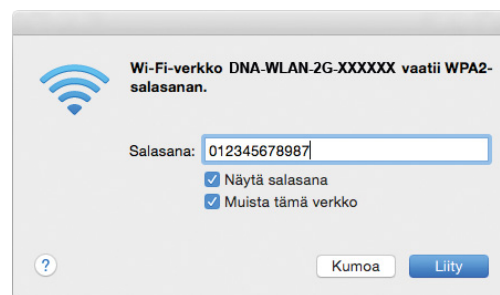 Wi-Fi-verkko DNA-WLAN-2G-XXXXXX vaatii WPA2-
salasanan.
Salasana: 012345678987
Näytä salasana
Muista tämä verkko
? Kumoa Liity